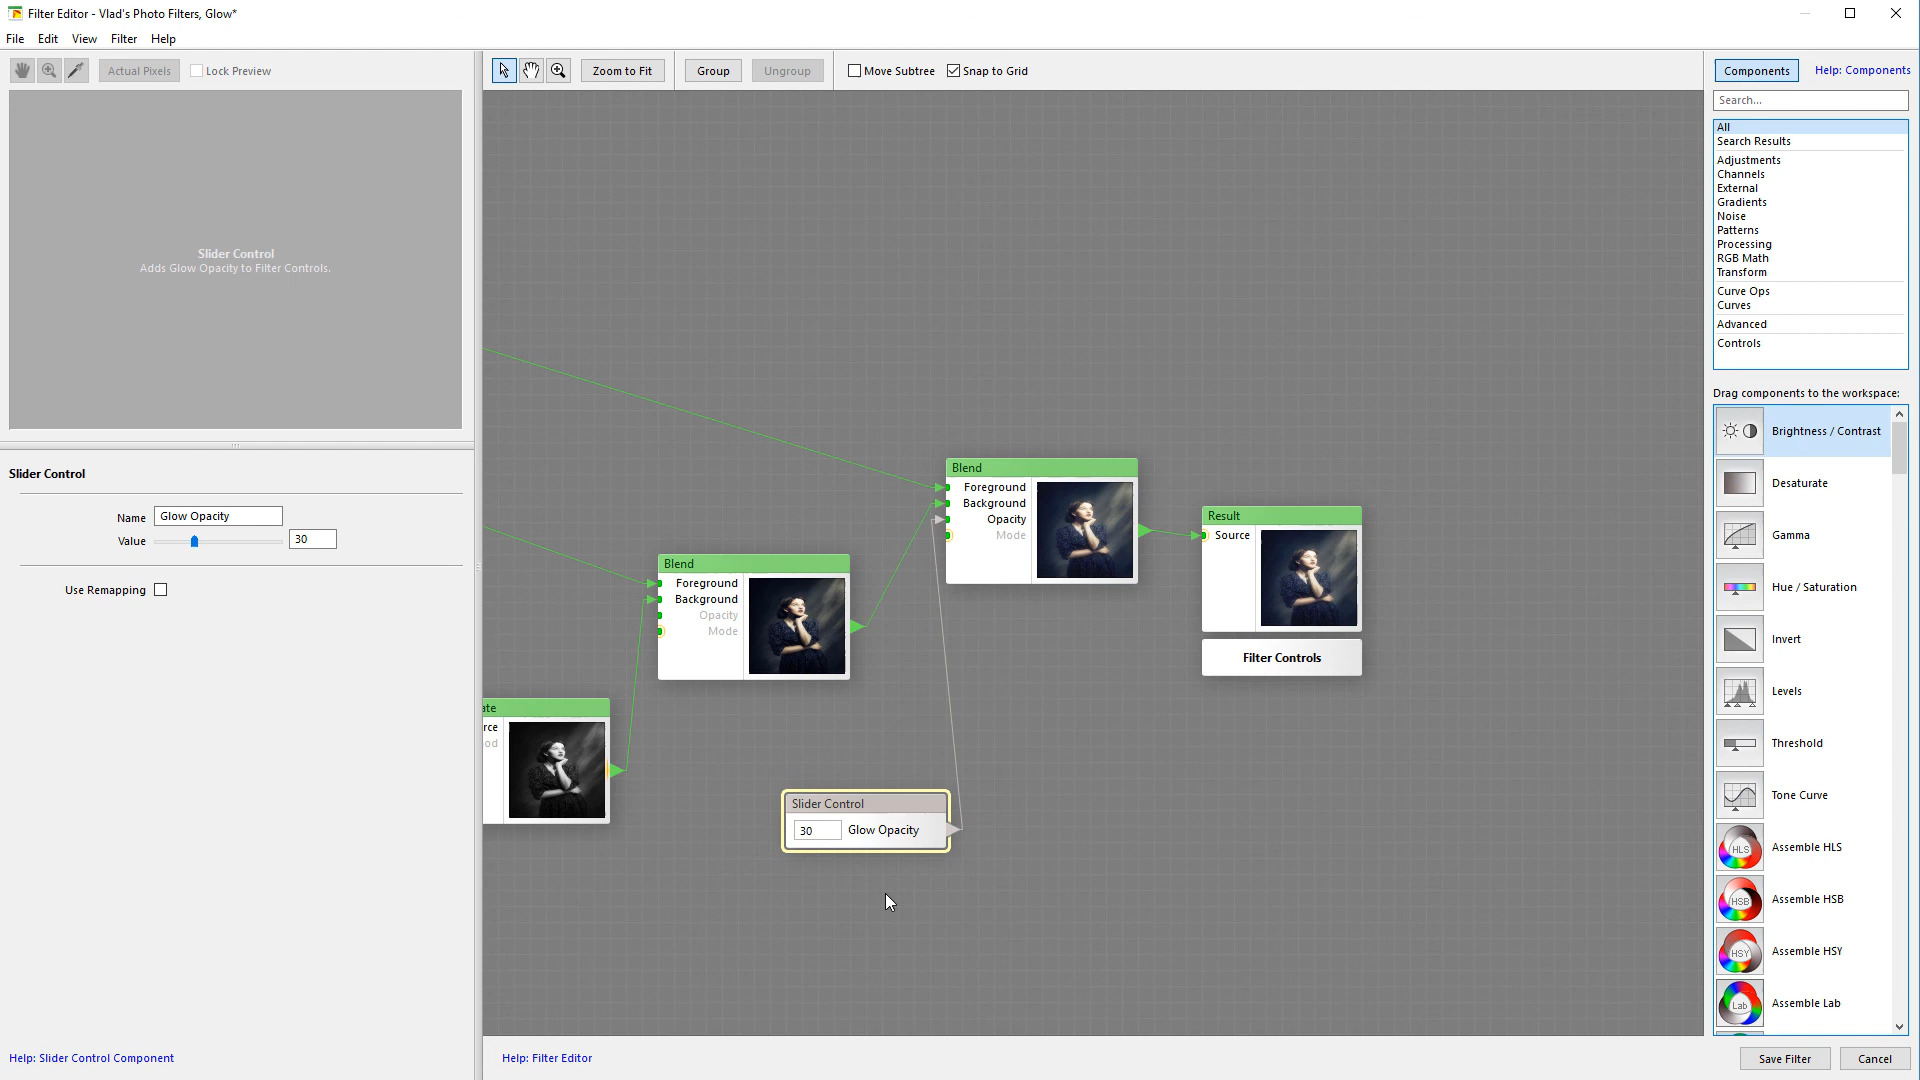 Filter Editor - Vlad's Photo Filters, Glow*
File Edit View Filter Help
Actual Pixels Lock Preview
Zoom to Fit Group Ungroup Move Subtree Snap to Grid
Components Help: Components
Slider Control
Adds Glow Opacity to Filter Controls.
Slider Control
Name Glow Opacity
Value 30
Use Remapping
Help: Slider Control Component
Blend
Foreground
Background
Opacity
Mode
Result
Source
Filter Controls
Blend
Foreground
Background
Opacity
Mode
ate
rce
od
Slider Control
30 Glow Opacity
Help: Filter Editor
Search...
All
Search Results
Adjustments
Channels
External
Gradients
Noise
Patterns
Processing
RGB Math
Transform
Curve Ops
Curves
Advanced
Controls
Drag components to the workspace:
Brightness / Contrast
Desaturate
Gamma
Hue / Saturation
Invert
Levels
Threshold
Tone Curve
HLS Assemble HLS
HSB Assemble HSB
HSY Assemble HSY
Lab Assemble Lab
Save Filter Cancel